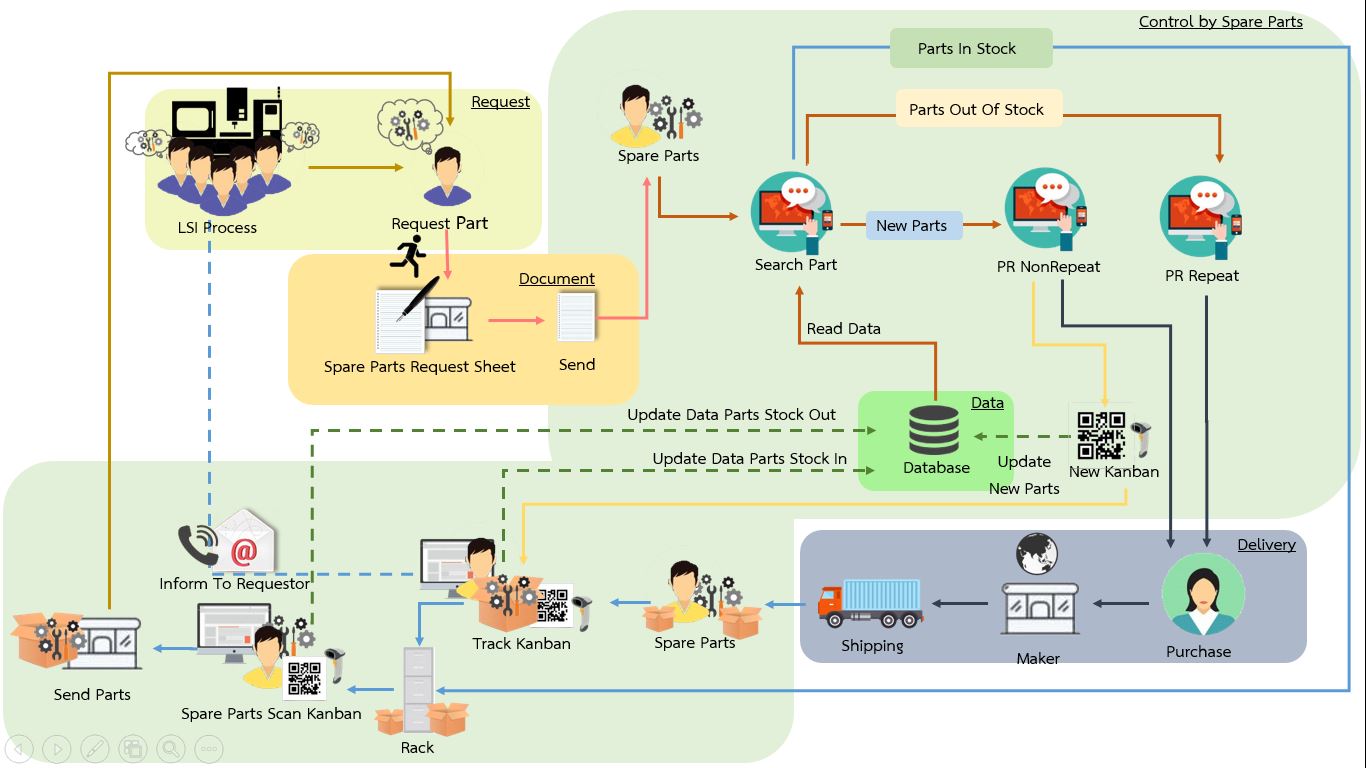 Control by Spare Parts
Parts In Stock
Request
Parts Out Of Stock
Spare Parts
LSI Process
Request Part
New Parts
Search Part
PR NonRepeat
PR Repeat
Document
Read Data
Spare Parts Request Sheet
Send
Data
Update Data Parts Stock Out
Update Data Parts Stock In
Database
Update
New Parts
New Kanban
Delivery
@
Inform To Requestor
Track Kanban
Spare Parts
Shipping
Maker
Purchase
Send Parts
Spare Parts Scan Kanban
Rack